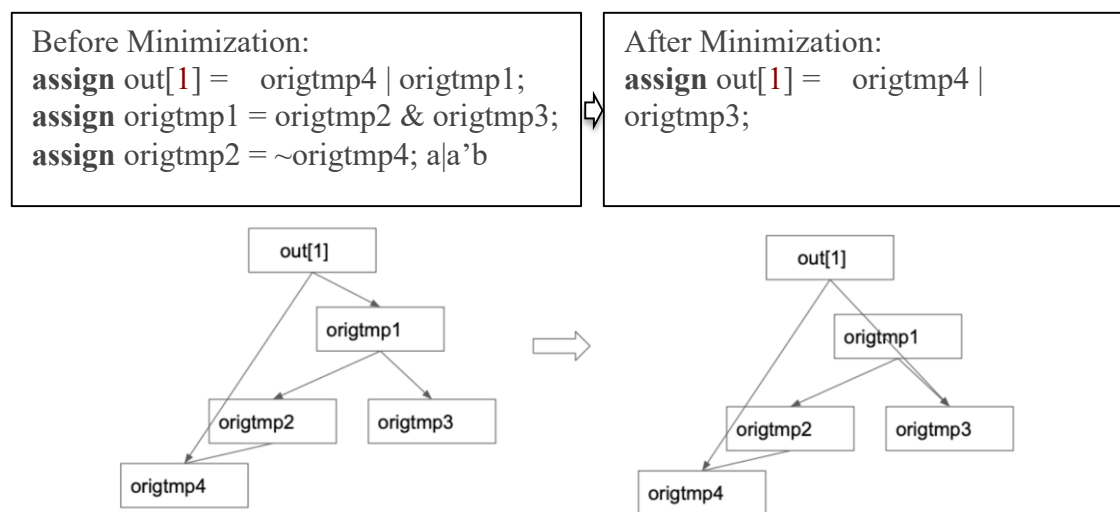 Before Minimization:
assign out[1] = origtmp4 | origtmp1;
assign origtmp1 = origtmp2 & origtmp3;
assign origtmp2 = ~origtmp4; a|a’b
After Minimization:
assign out[1] = origtmp4 |
origtmp3;
out[1]
origtmp1
origtmp2
origtmp3
origtmp4
out[1]
origtmp1
origtmp2
origtmp3
origtmp4